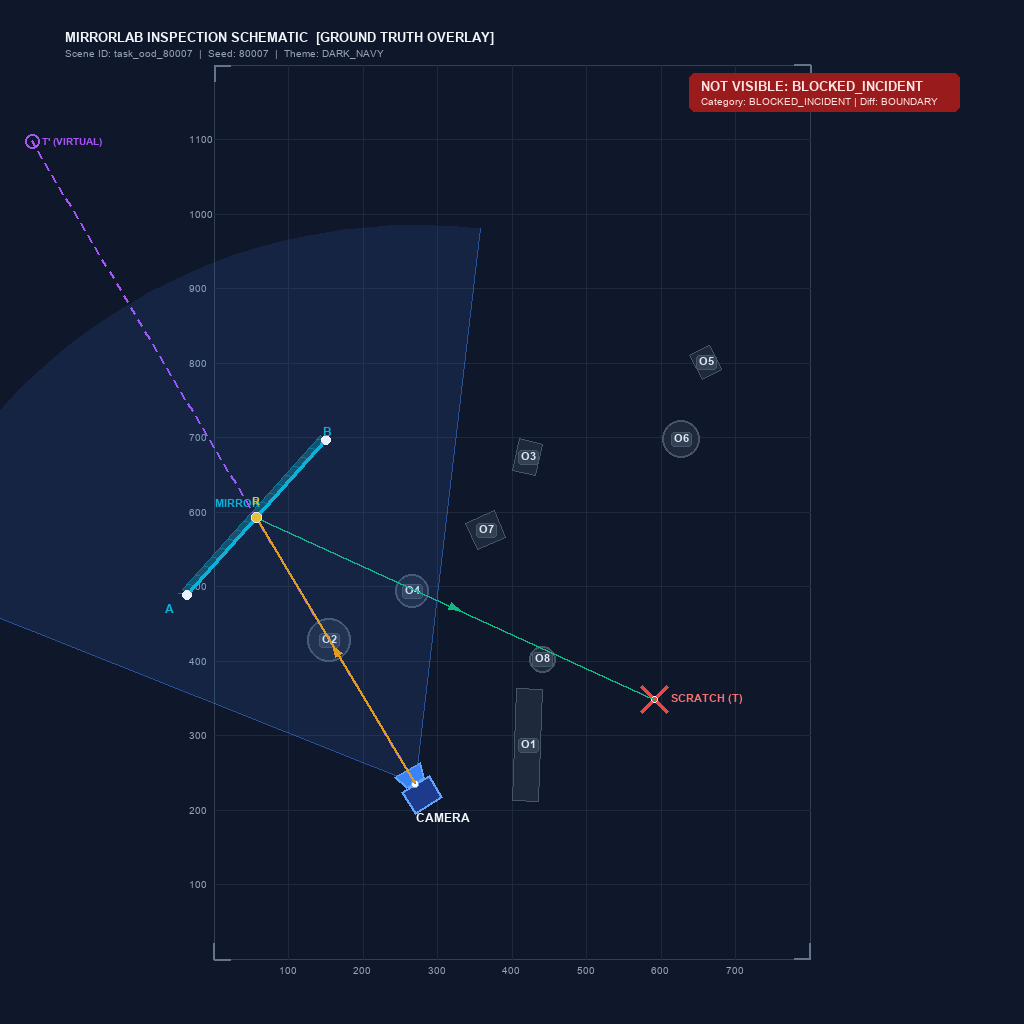 MIRRORLAB INSPECTION SCHEMATIC  [GROUND TRUTH OVERLAY]
Scene ID: task_ood_80007  |  Seed: 80007  |  Theme: DARK_NAVY
NOT VISIBLE: BLOCKED_INCIDENT
Category: BLOCKED_INCIDENT | Diff: BOUNDARY
T' (VIRTUAL)
1100
1000
900
800
700
600
500
400
300
200
100
O5
B
O6
O3
MIRROR
R
O7
O4
A
O2
O8
SCRATCH (T)
O1
CAMERA
100
200
300
400
500
600
700